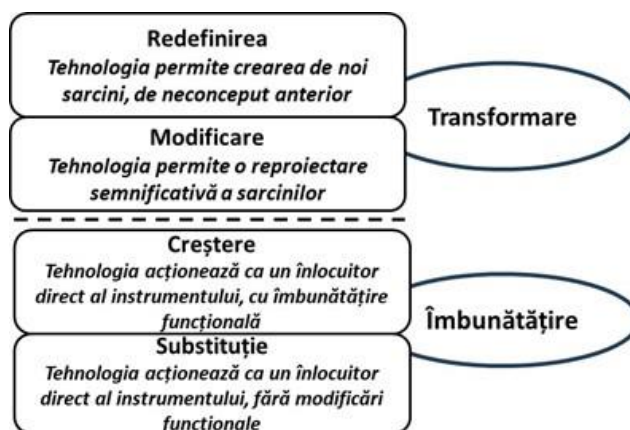 Redefinirea
Tehnologia permite crearea de noi
sarcini, de neconceput anterior
Modificare
Tehnologia permite o reproiectare
semnificativă a sarcinilor
Transformare
Creștere
Tehnologia acționează ca un înlocuitor
direct al instrumentului, cu îmbunătățire
funcțională
Substituție
Tehnologia acționează ca un înlocuitor
direct al instrumentului, fără modificări
funcționale
Îmbunătățire